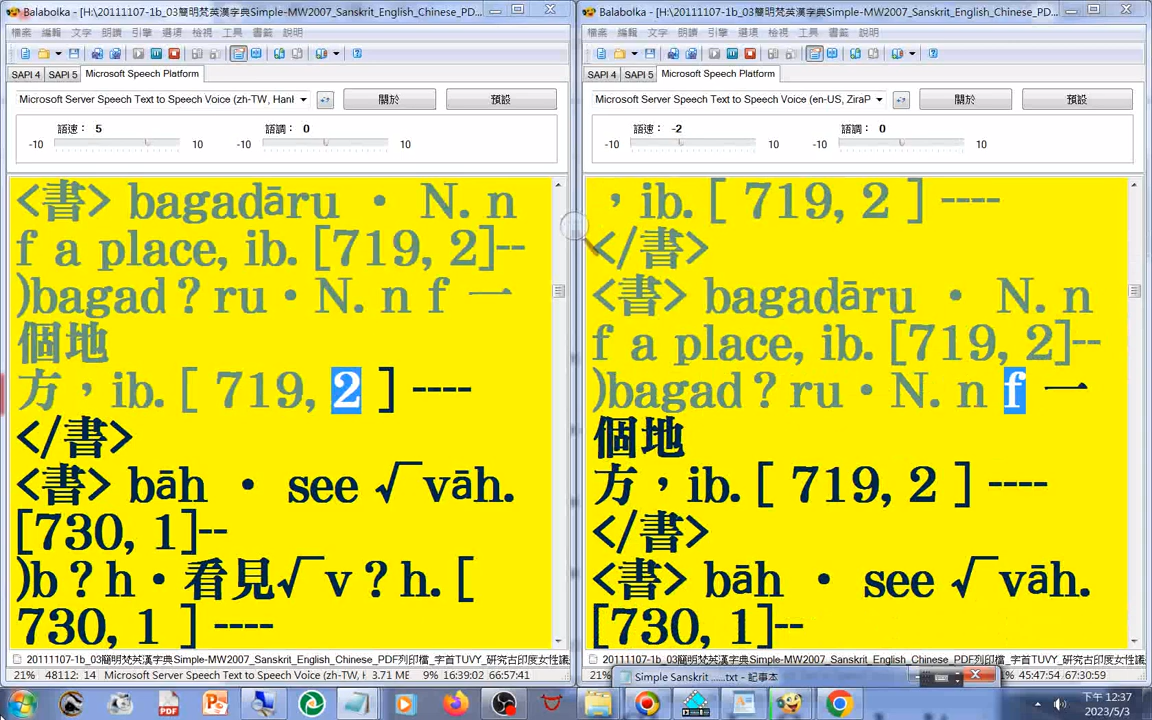 Balabolka - [H:\20111107-1b_03簡明梵英漢字典Simple-MW2007_Sanskrit_English_Chinese_PD...
檔案 編輯 文字 朗讀 引擎 選項 檢視 工具 書籤 說明
SAPI 4 SAPI 5 Microsoft Speech Platform
Microsoft Server Speech Text to Speech Voice (zh-TW, Hanl
關於 預設
語速： 5 語調： 0
-10 10 -10 10
<書> bagadāru • N. n
f a place, ib. [719, 2]--
)bagad？ru • N. n f 一
個地
方，ib. [ 719, 2 ] ----
</書>
<書> bāh • see √vāh.
[730, 1]--
)b？h • 看見√v？h. [
730, 1 ] ----
20111107-1b_03簡明梵英漢字典Simple-MW2007_Sanskrit_English_Chinese_PDF列印檔_字首TUVY_研究古印度女性議
21% 48112: 14 Microsoft Server Speech Text to Speech Voice (zh-TW, H 3.71 ME 9% 16:39:02 66:57:41
Balabolka - [H:\20111107-1b_03簡明梵英漢字典Simple-MW2007_Sanskrit_English_Chinese_PD...
檔案 編輯 文字 朗讀 引擎 選項 檢視 工具 書籤 說明
SAPI 4 SAPI 5 Microsoft Speech Platform
Microsoft Server Speech Text to Speech Voice (en-US, ZiraP
關於 預設
語速： -2 語調： 0
-10 10 -10 10
，ib. [ 719, 2 ] ----
</書>
<書> bagadāru • N. n
f a place, ib. [719, 2]--
)bagad？ru • N. n f 一
個地
方，ib. [ 719, 2 ] ----
</書>
<書> bāh • see √vāh.
[730, 1]--
20111107-1b_03簡明梵英漢字典Simple-MW2007_Sanskrit_English_Chinese_PDF列印檔_字首TUVY_研究古印度女性議
21% 45:47:54 67:30:59
Simple Sanskrit ......txt - 記事本
下午 12:37
2023/5/3